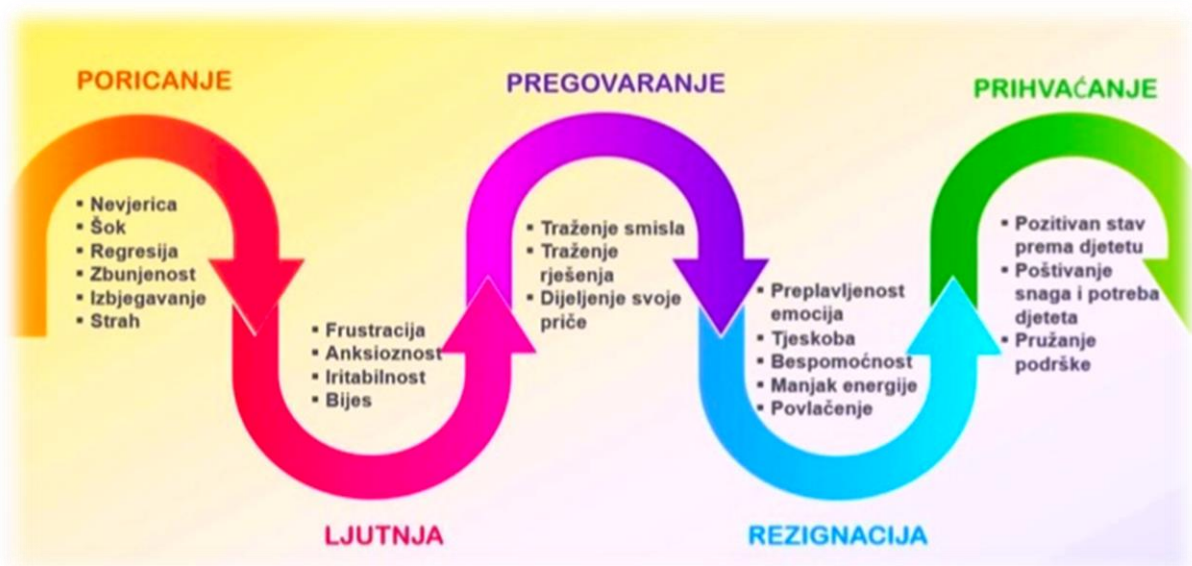 PORICANJE
▪ Nevjerica
▪ Šok
▪ Regresija
▪ Zbunjenost
▪ Izbjegavanje
▪ Strah
LJUTNJA
▪ Frustracija
▪ Anksioznost
▪ Iritabilnost
▪ Bijes
PREGOVARANJE
▪ Traženje smisla
▪ Traženje
rješenja
▪ Dijeljenje svoje
priče
REZIGNACIJA
▪ Preplavljenost
emocija
▪ Tjeskoba
▪ Bespomoćnost
▪ Manjak energije
▪ Povlačenje
PRIHVAĆANJE
▪ Pozitivan stav
prema djetetu
▪ Poštivanje
snaga i potreba
djeteta
▪ Pružanje
podrške